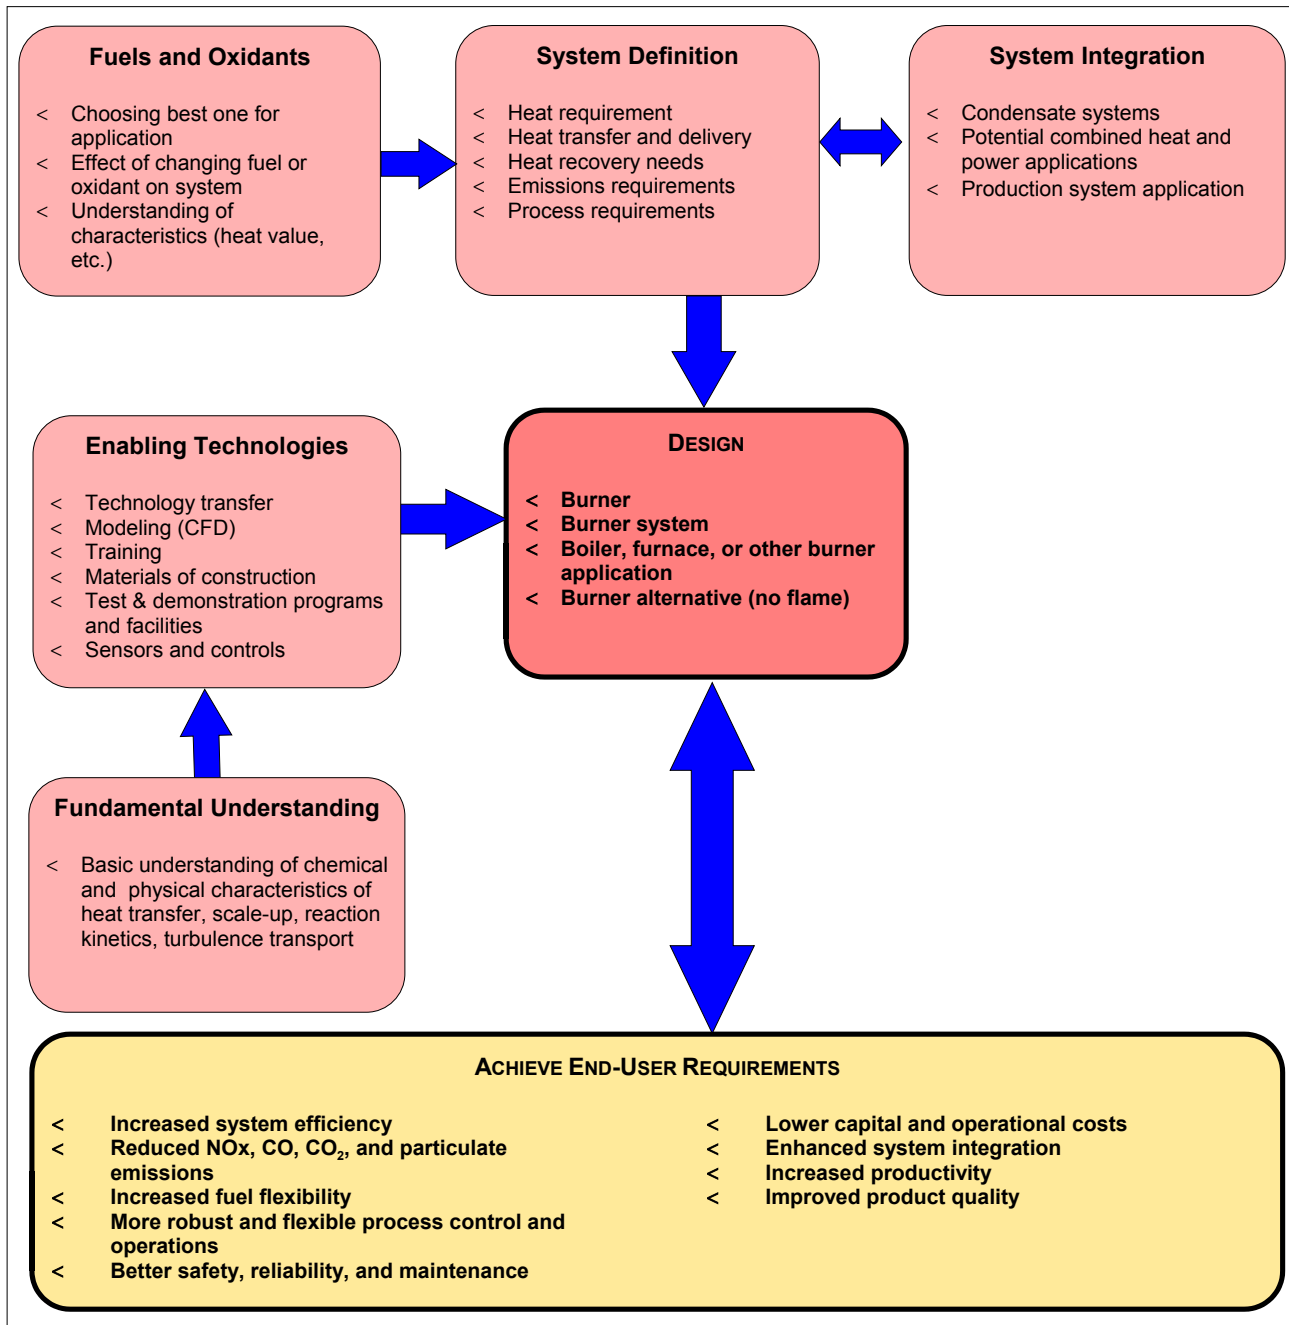 Fuels and Oxidants
< Choosing best one for
application
< Effect of changing fuel or
oxidant on system
< Understanding of
characteristics (heat value,
etc.)
System Definition
< Heat requirement
< Heat transfer and delivery
< Heat recovery needs
< Emissions requirements
< Process requirements
System Integration
< Condensate systems
< Potential combined heat and
power applications
< Production system application
Enabling Technologies
< Technology transfer
< Modeling (CFD)
< Training
< Materials of construction
< Test & demonstration programs
and facilities
< Sensors and controls
DESIGN
< Burner
< Burner system
< Boiler, furnace, or other burner
application
< Burner alternative (no flame)
Fundamental Understanding
< Basic understanding of chemical
and physical characteristics of
heat transfer, scale-up, reaction
kinetics, turbulence transport
ACHIEVE END-USER REQUIREMENTS
< Increased system efficiency
< Reduced NOx, CO, CO₂, and particulate
emissions
< Increased fuel flexibility
< More robust and flexible process control and
operations
< Better safety, reliability, and maintenance
< Lower capital and operational costs
< Enhanced system integration
< Increased productivity
< Improved product quality